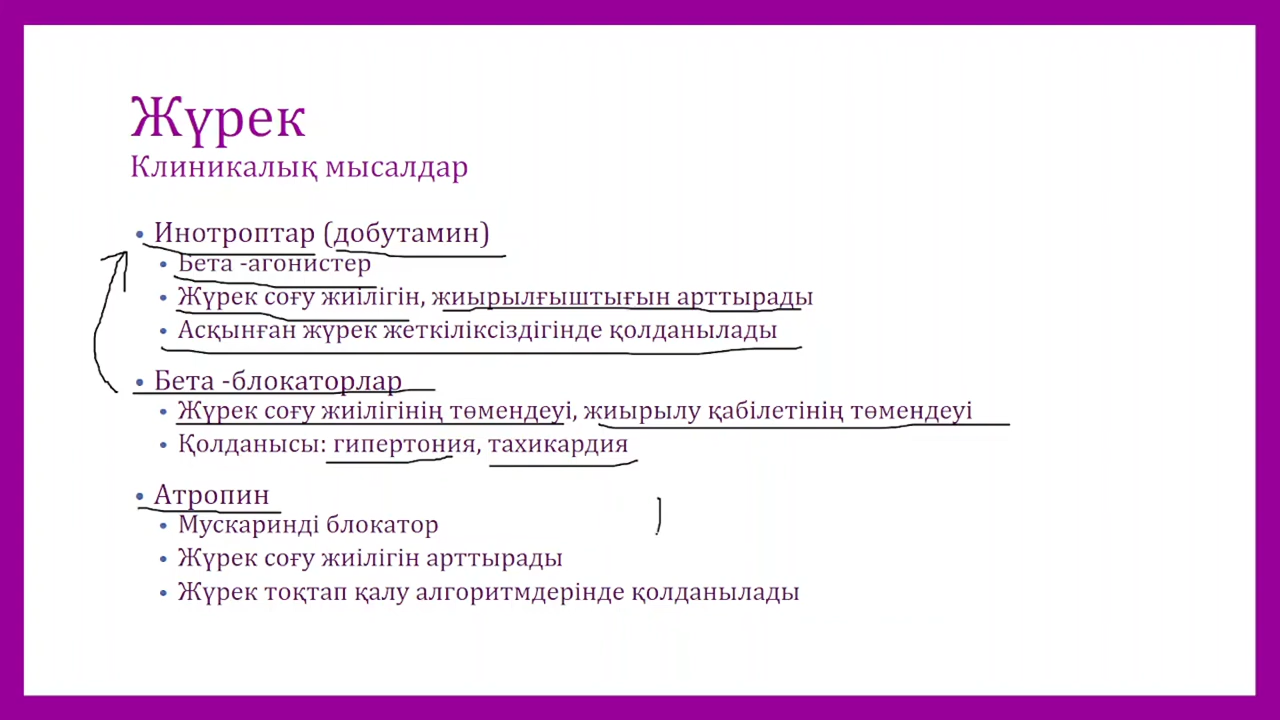 Жүрек
Клиникалық мысалдар
• Инотроптар (добутамин)
• Бета -агонистер
• Жүрек соғу жиілігін, жиырылғыштығын арттырады
• Асқынған жүрек жеткіліксіздігінде қолданылады
• Бета -блокаторлар
• Жүрек соғу жиілігінің төмендеуі, жиырылу қабілетінің төмендеуі
• Қолданысы: гипертония, тахикардия
• Атропин
• Мускаринді блокатор
• Жүрек соғу жиілігін арттырады
• Жүрек тоқтап қалу алгоритмдерінде қолданылады